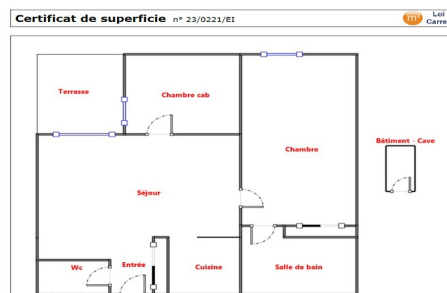 Certificat de superficie n° 23/0221/EI
m² Loi
Carre
Terrasse
Chambre cab
Chambre
Bâtiment - Cave
Séjour
Wc
Entrée
Cuisine
Salle de bain